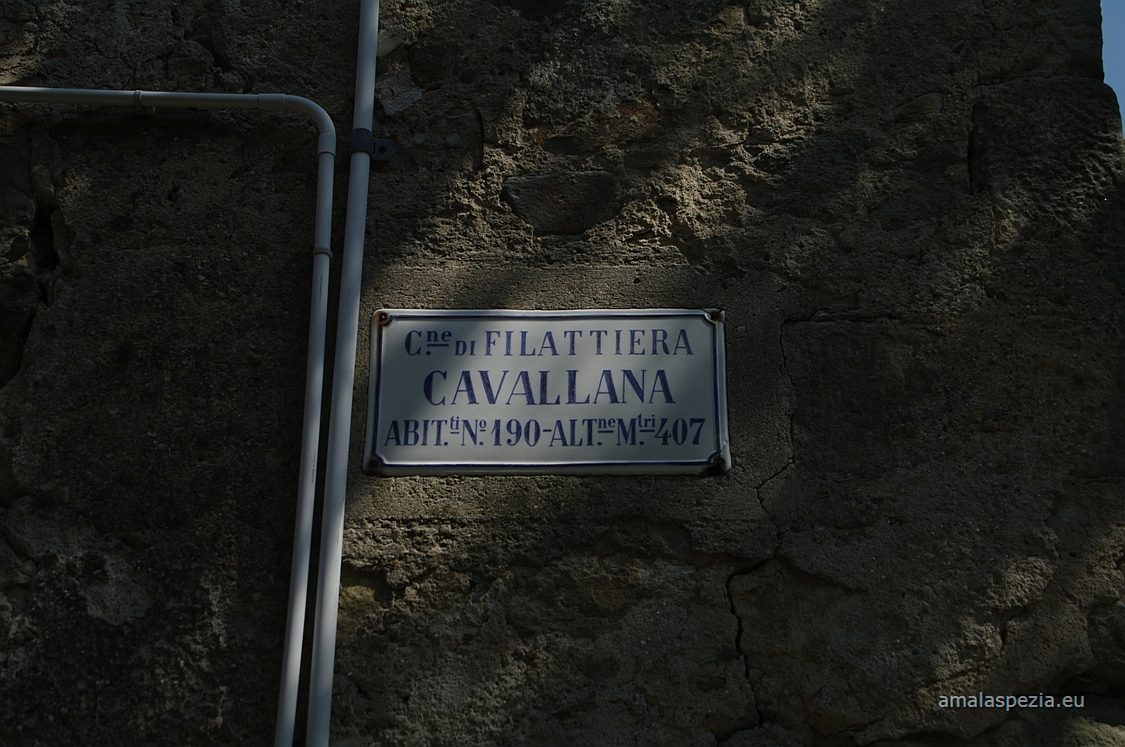 C.ne DI FILATTIERA
CAVALLANA
ABIT.ti N.o 190-ALT.ne M.tri 407
amalaspezia.eu